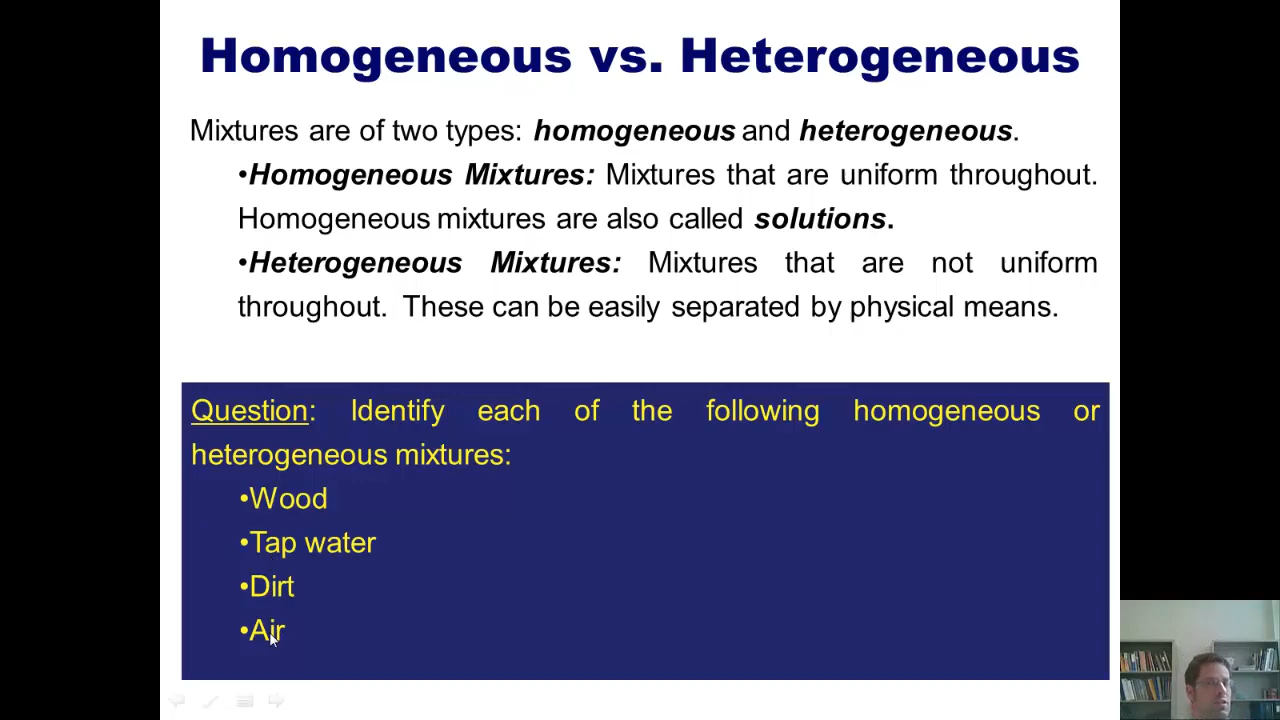 Homogeneous vs. Heterogeneous
Mixtures are of two types: homogeneous and heterogeneous.
•Homogeneous Mixtures: Mixtures that are uniform throughout.
Homogeneous mixtures are also called solutions.
•Heterogeneous Mixtures: Mixtures that are not uniform
throughout. These can be easily separated by physical means.
Question: Identify each of the following homogeneous or
heterogeneous mixtures:
•Wood
•Tap water
•Dirt
•Air